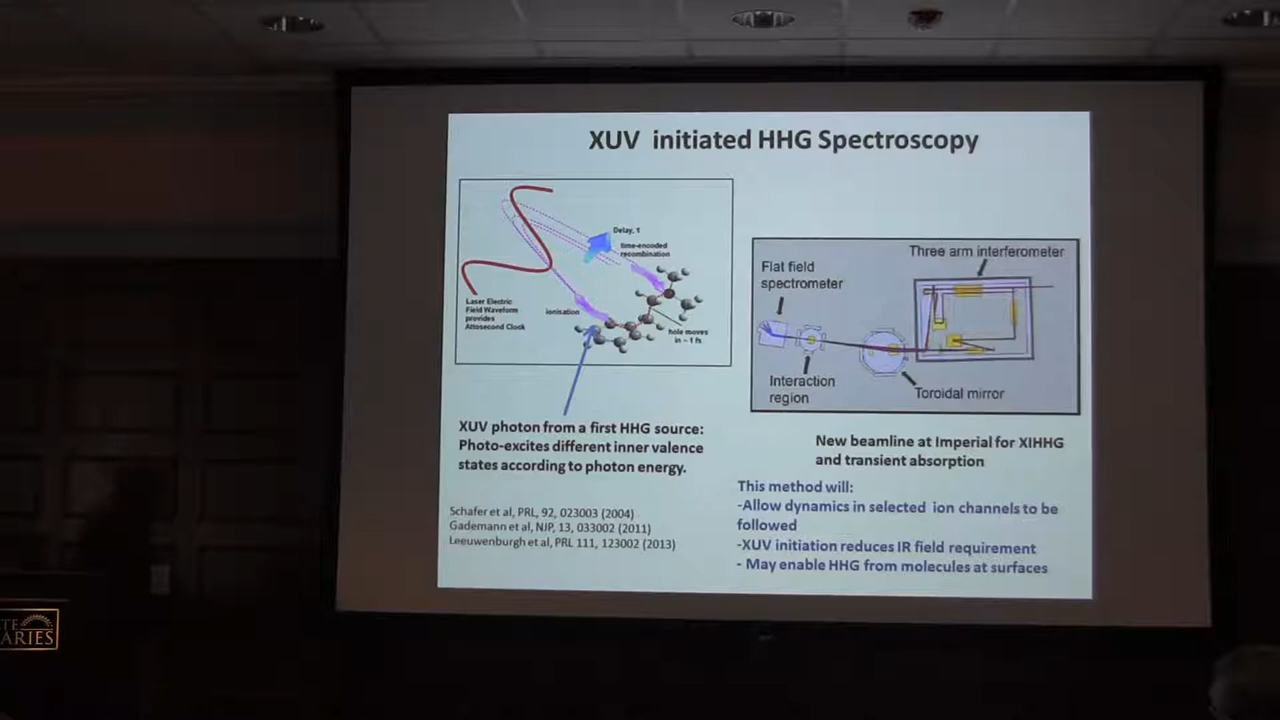 XUV initiated HHG Spectroscopy
Delay, τ
time-encoded
recombination
Laser Electric
Field Waveform
provides
Attosecond Clock
ionisation
hole moves
in ~ 1 fs
Three arm interferometer
Flat field
spectrometer
Interaction
region
Toroidal mirror
XUV photon from a first HHG source:
Photo-excites different inner valence
states according to photon energy.
New beamline at Imperial for XIHHG
and transient absorption
Schafer et al, PRL, 92, 023003 (2004)
Gademann et al, NJP, 13, 033002 (2011)
Leeuwenburgh et al, PRL 111, 123002 (2013)
This method will:
-Allow dynamics in selected ion channels to be
followed
-XUV initiation reduces IR field requirement
- May enable HHG from molecules at surfaces
TE
ARIES